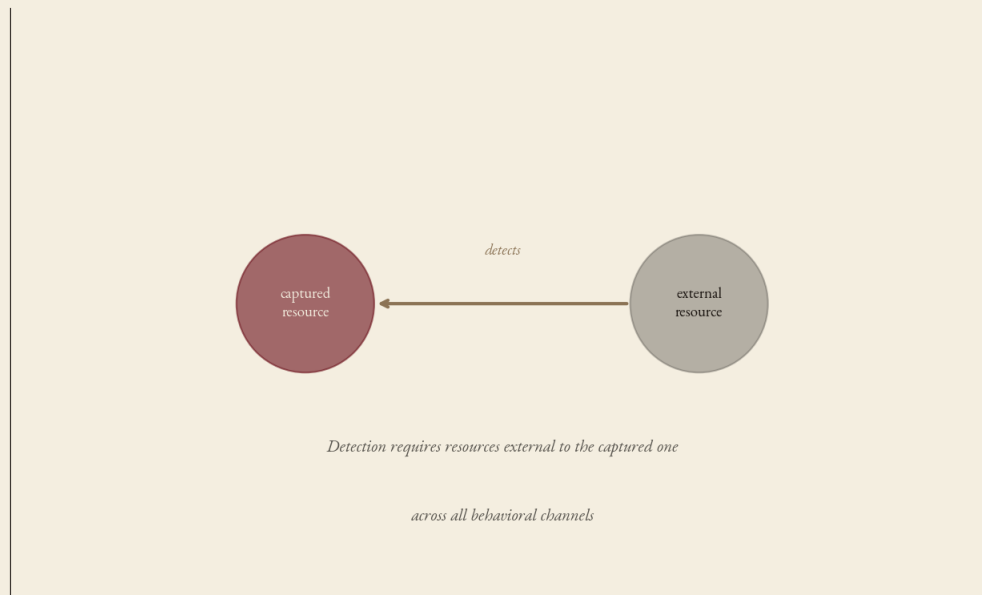 detects
captured
resource
external
resource
Detection requires resources external to the captured one
across all behavioral channels